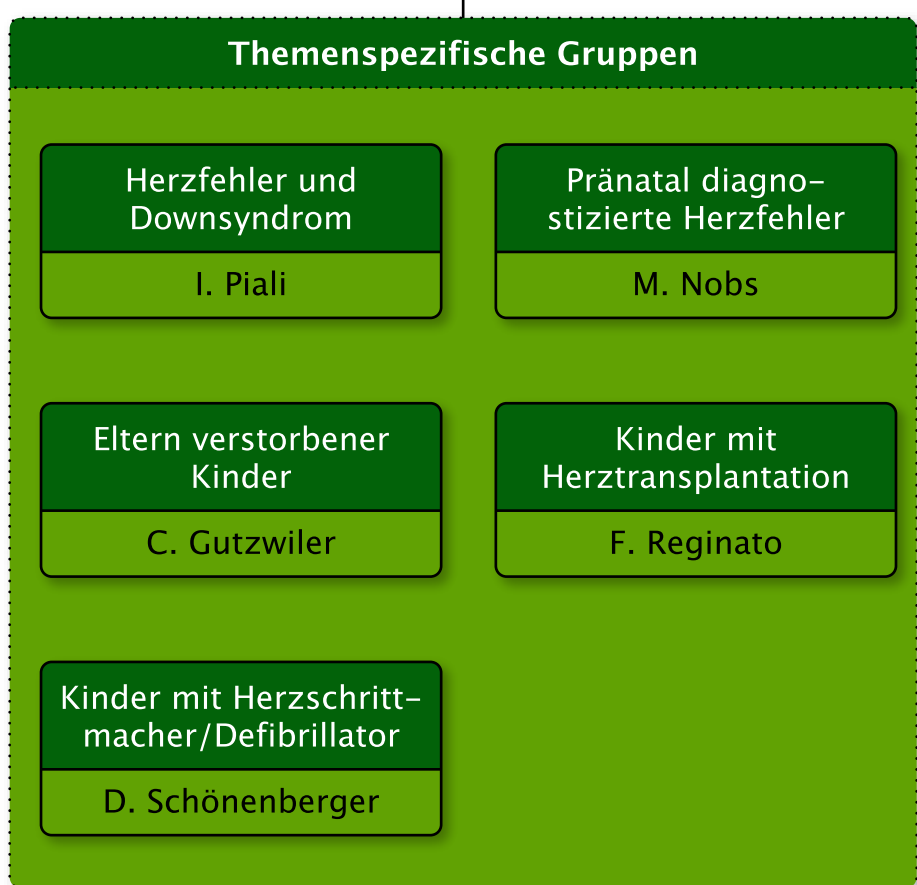 Themenspezifische Gruppen
Herzfehler und
Downsyndrom
I. Piali
Pränatal diagno-
stizierte Herzfehler
M. Nobs
Eltern verstorbener
Kinder
C. Gutzwiler
Kinder mit
Herztransplantation
F. Reginato
Kinder mit Herzschritt-
macher/Defibrillator
D. Schönenberger